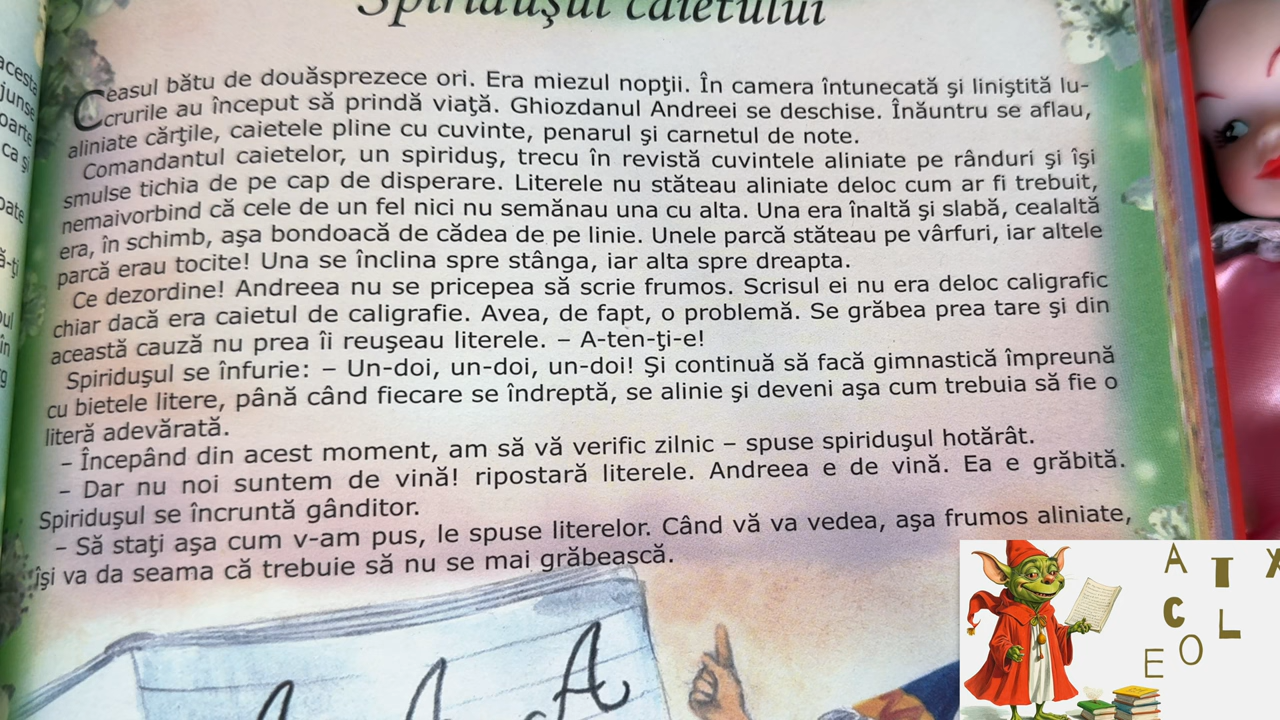 Spiriduşul caietului
Ceasul bătu de douăsprezece ori. Era miezul nopţii. În camera întunecată şi liniştită lu-
crurile au început să prindă viaţă. Ghiozdanul Andreei se deschise. Înăuntru se aflau,
aliniate cărţile, caietele pline cu cuvinte, penarul şi carnetul de note.
Comandantul caietelor, un spiriduş, trecu în revistă cuvintele aliniate pe rânduri şi îşi
smulse tichia de pe cap de disperare. Literele nu stăteau aliniate deloc cum ar fi trebuit,
nemaivorbind că cele de un fel nici nu semănau una cu alta. Una era înaltă şi slabă, cealaltă
era, în schimb, aşa bondoacă de cădea de pe linie. Unele parcă stăteau pe vârfuri, iar altele
parcă erau tocite! Una se înclina spre stânga, iar alta spre dreapta.
Ce dezordine! Andreea nu se pricepea să scrie frumos. Scrisul ei nu era deloc caligrafic
chiar dacă era caietul de caligrafie. Avea, de fapt, o problemă. Se grăbea prea tare şi din
această cauză nu prea îi reuşeau literele. – A-ten-ţi-e!
Spiriduşul se înfurie: – Un-doi, un-doi, un-doi! Şi continuă să facă gimnastică împreună
cu bietele litere, până când fiecare se îndreptă, se alinie şi deveni aşa cum trebuia să fie o
literă adevărată.
– Începând din acest moment, am să vă verific zilnic – spuse spiriduşul hotărât.
– Dar nu noi suntem de vină! ripostară literele. Andreea e de vină. Ea e grăbită.
Spiriduşul se încruntă gânditor.
– Să staţi aşa cum v-am pus, le spuse literelor. Când vă va vedea, aşa frumos aliniate,
îşi va da seama că trebuie să nu se mai grăbească.
A T X
C L
E O
A